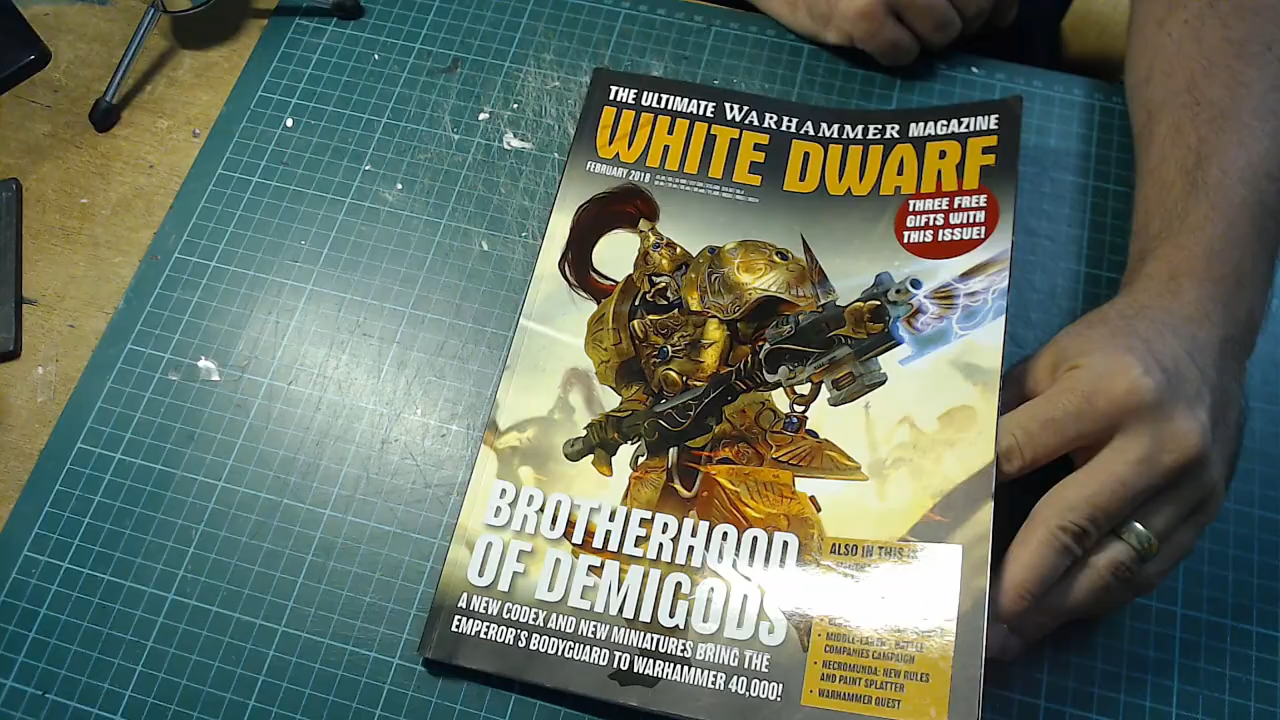 THE ULTIMATE WARHAMMER MAGAZINE
WHITE DWARF
FEBRUARY 2018
THREE FREE
GIFTS WITH
THIS ISSUE!
BROTHERHOOD
OF DEMIGODS
A NEW CODEX AND NEW MINIATURES BRING THE
EMPEROR'S BODYGUARD TO WARHAMMER 40,000!
ALSO IN THIS
• MIDDLE-EARTH: BATTLE
COMPANIES CAMPAIGN
• NECROMUNDA: NEW RULES
AND PAINT SPLATTER
• WARHAMMER QUEST